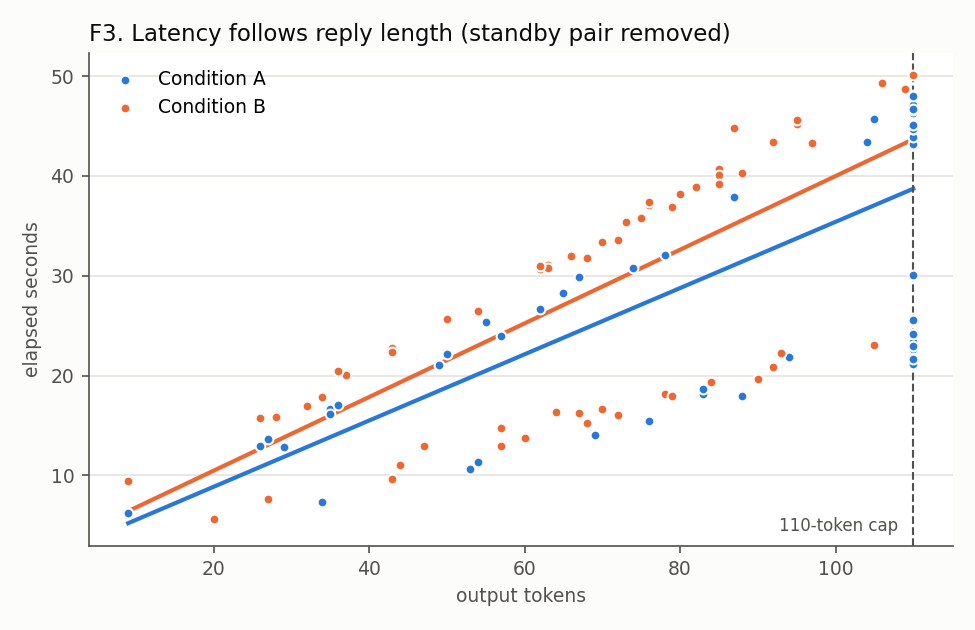 F3. Latency follows reply length (standby pair removed)
Condition A
Condition B
50
40
30
20
10
elapsed seconds
110-token cap
20
40
60
80
100
output tokens